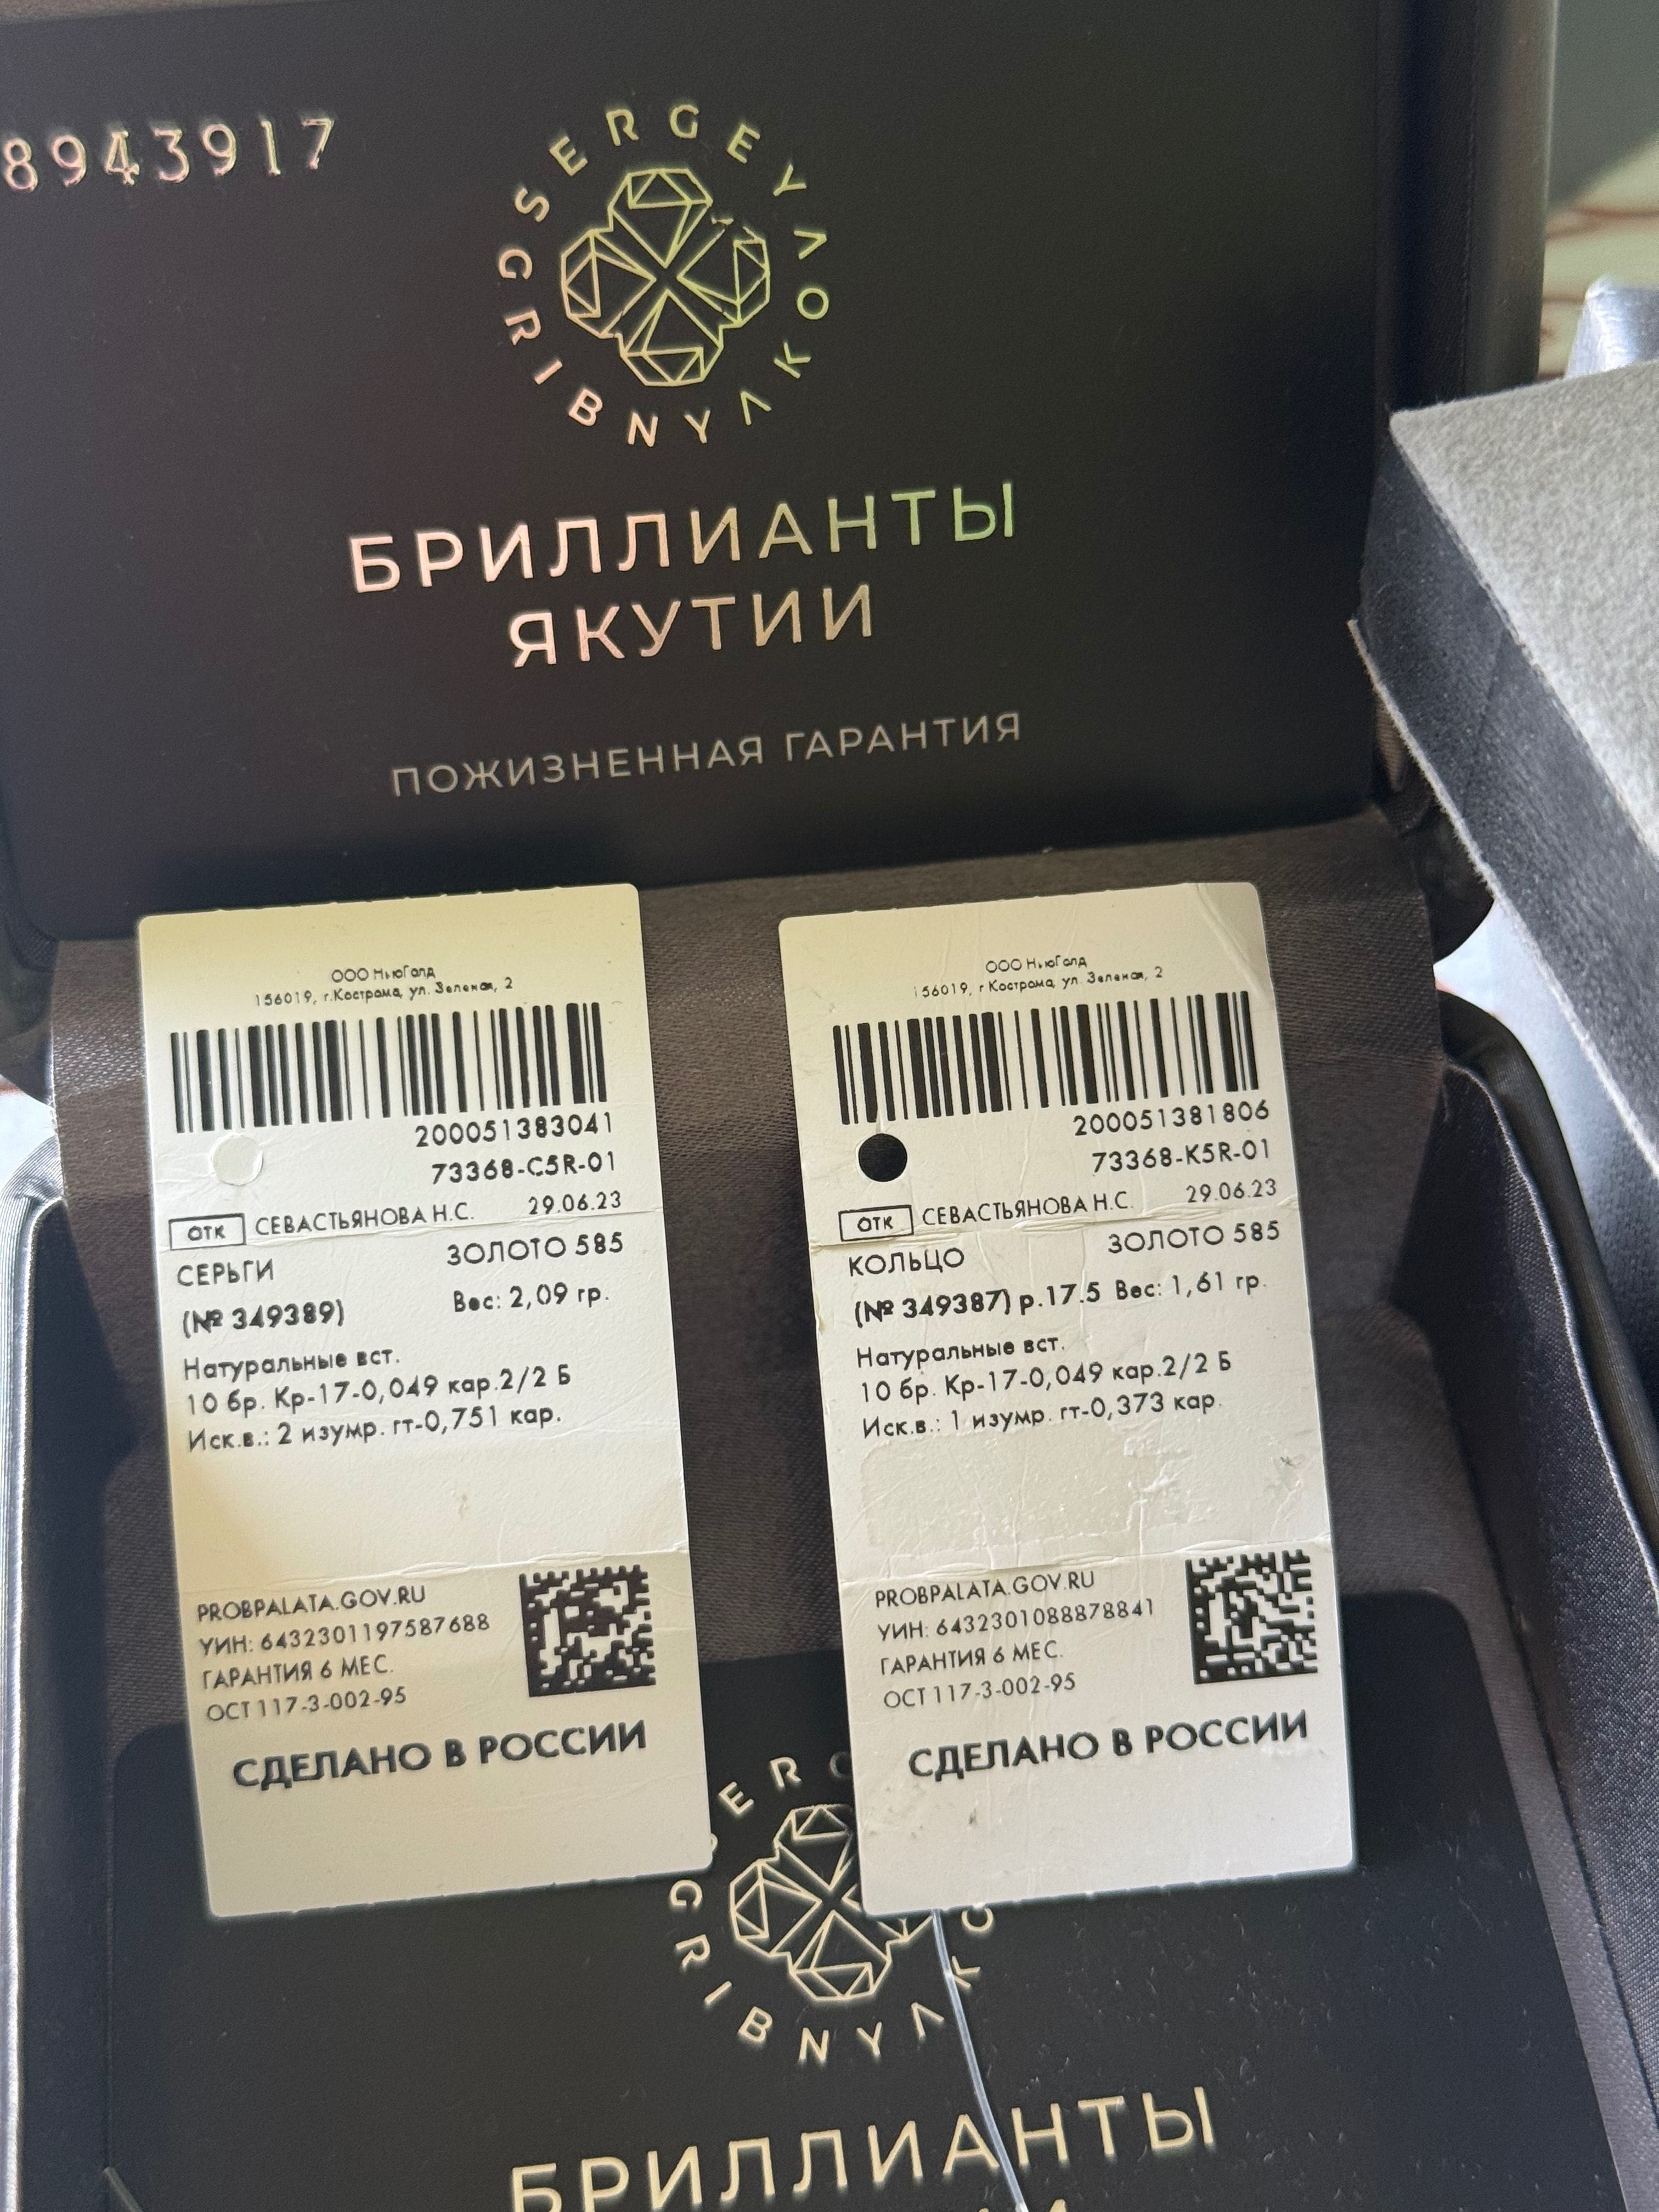 8943917
SERGEY YAKOVLEV GRIBNYAKOV
БРИЛЛИАНТЫ
ЯКУТИИ
ПОЖИЗНЕННАЯ ГАРАНТИЯ
ООО НьюГолд
156019, г.Кострома, ул. Зеленая, 2
200051383041
73368-С5R-01
ОТК СЕВАСТЬЯНОВА Н.С. 29.06.23
СЕРЬГИ ЗОЛОТО 585
(№ 349389) Вес: 2,09 гр.
Натуральные вст.
10 бр. Кр-17-0,049 кар.2/2 Б
Иск.в.: 2 изумр. гт-0,751 кар.
PROBPALATA.GOV.RU
УИН: 6432301197587688
ГАРАНТИЯ 6 МЕС.
ОСТ 117-3-002-95
СДЕЛАНО В РОССИИ
ООО НьюГолд
156019, г.Кострома, ул. Зеленая, 2
200051381806
73368-K5R-01
ОТК СЕВАСТЬЯНОВА Н.С. 29.06.23
КОЛЬЦО ЗОЛОТО 585
(№ 349387) р.17.5 Вес: 1,61 гр.
Натуральные вст.
10 бр. Кр-17-0,049 кар.2/2 Б
Иск.в.: 1 изумр. гт-0,373 кар.
PROBPALATA.GOV.RU
УИН: 6432301088878841
ГАРАНТИЯ 6 МЕС.
ОСТ 117-3-002-95
СДЕЛАНО В РОССИИ
БРИЛЛИАНТЫ